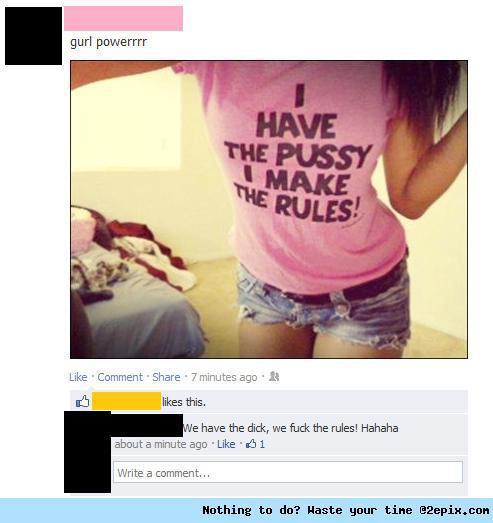 gurl powerrrr
I
HAVE
THE PUSSY
I MAKE
THE RULES!
Like · Comment · Share · 7 minutes ago ·
likes this.
We have the dick, we fuck the rules! Hahaha
about a minute ago · Like · 1
Write a comment...
Nothing to do? Waste your time @2epix.com